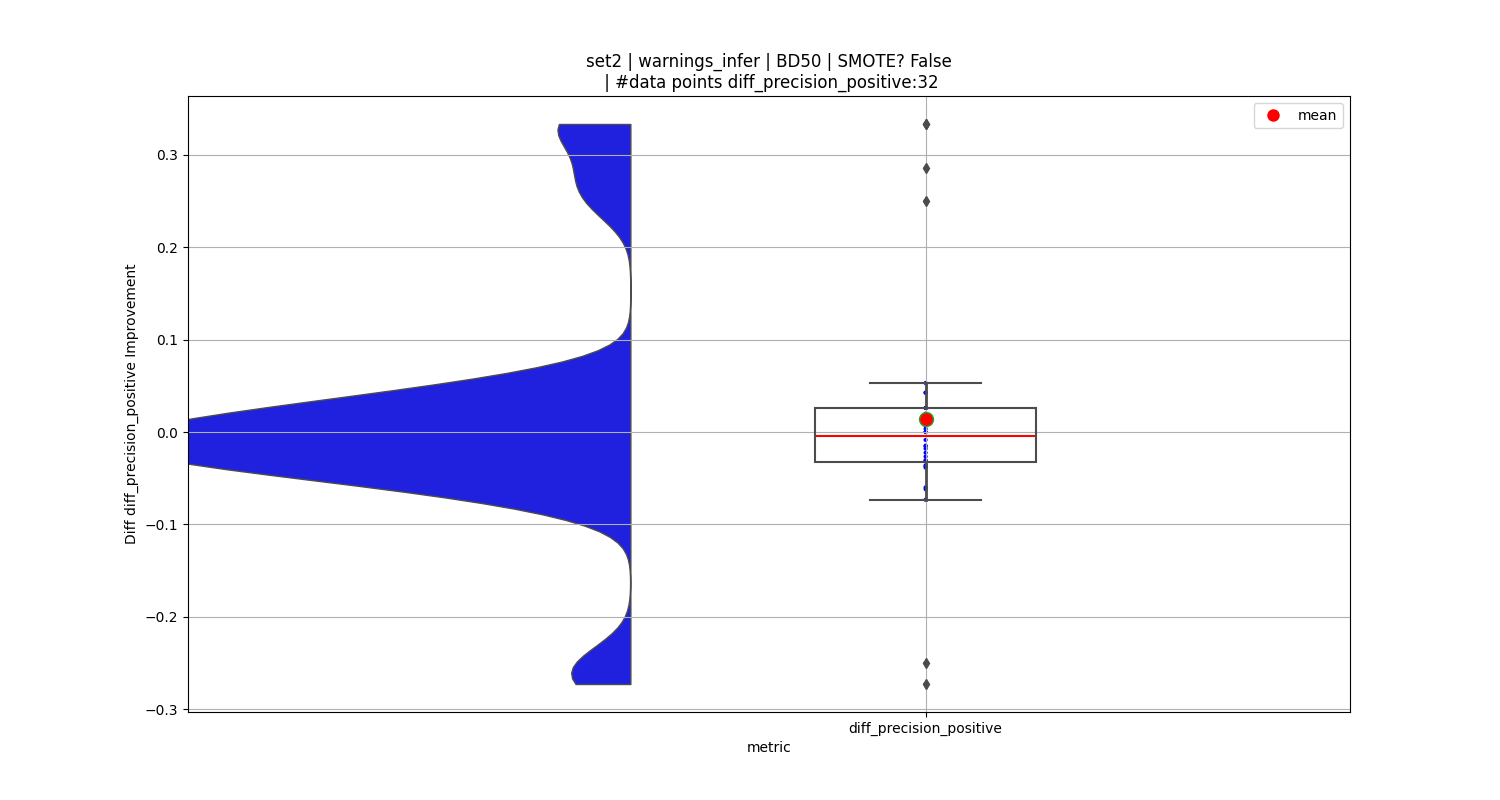 set2 | warnings_infer | BD50 | SMOTE? False
| #data points diff_precision_positive:32
mean
0.3
0.2
0.1
0.0
−0.1
−0.2
−0.3
Diff diff_precision_positive Improvement
diff_precision_positive
metric